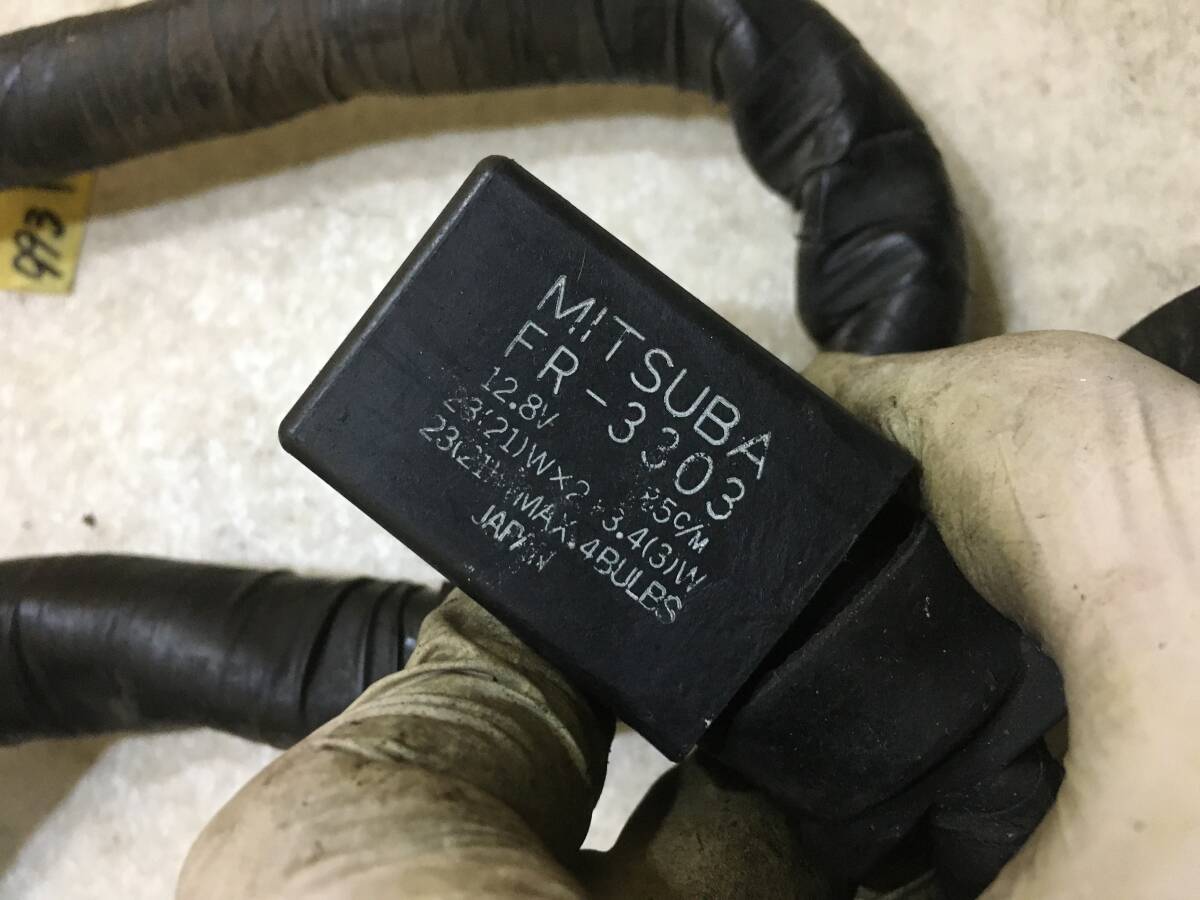 993
MITSUBA
FR-3303
12.8V 85c/m
23(21)W×2+3.4(3)W
23(21) MAX.4BULBS
JAPAN